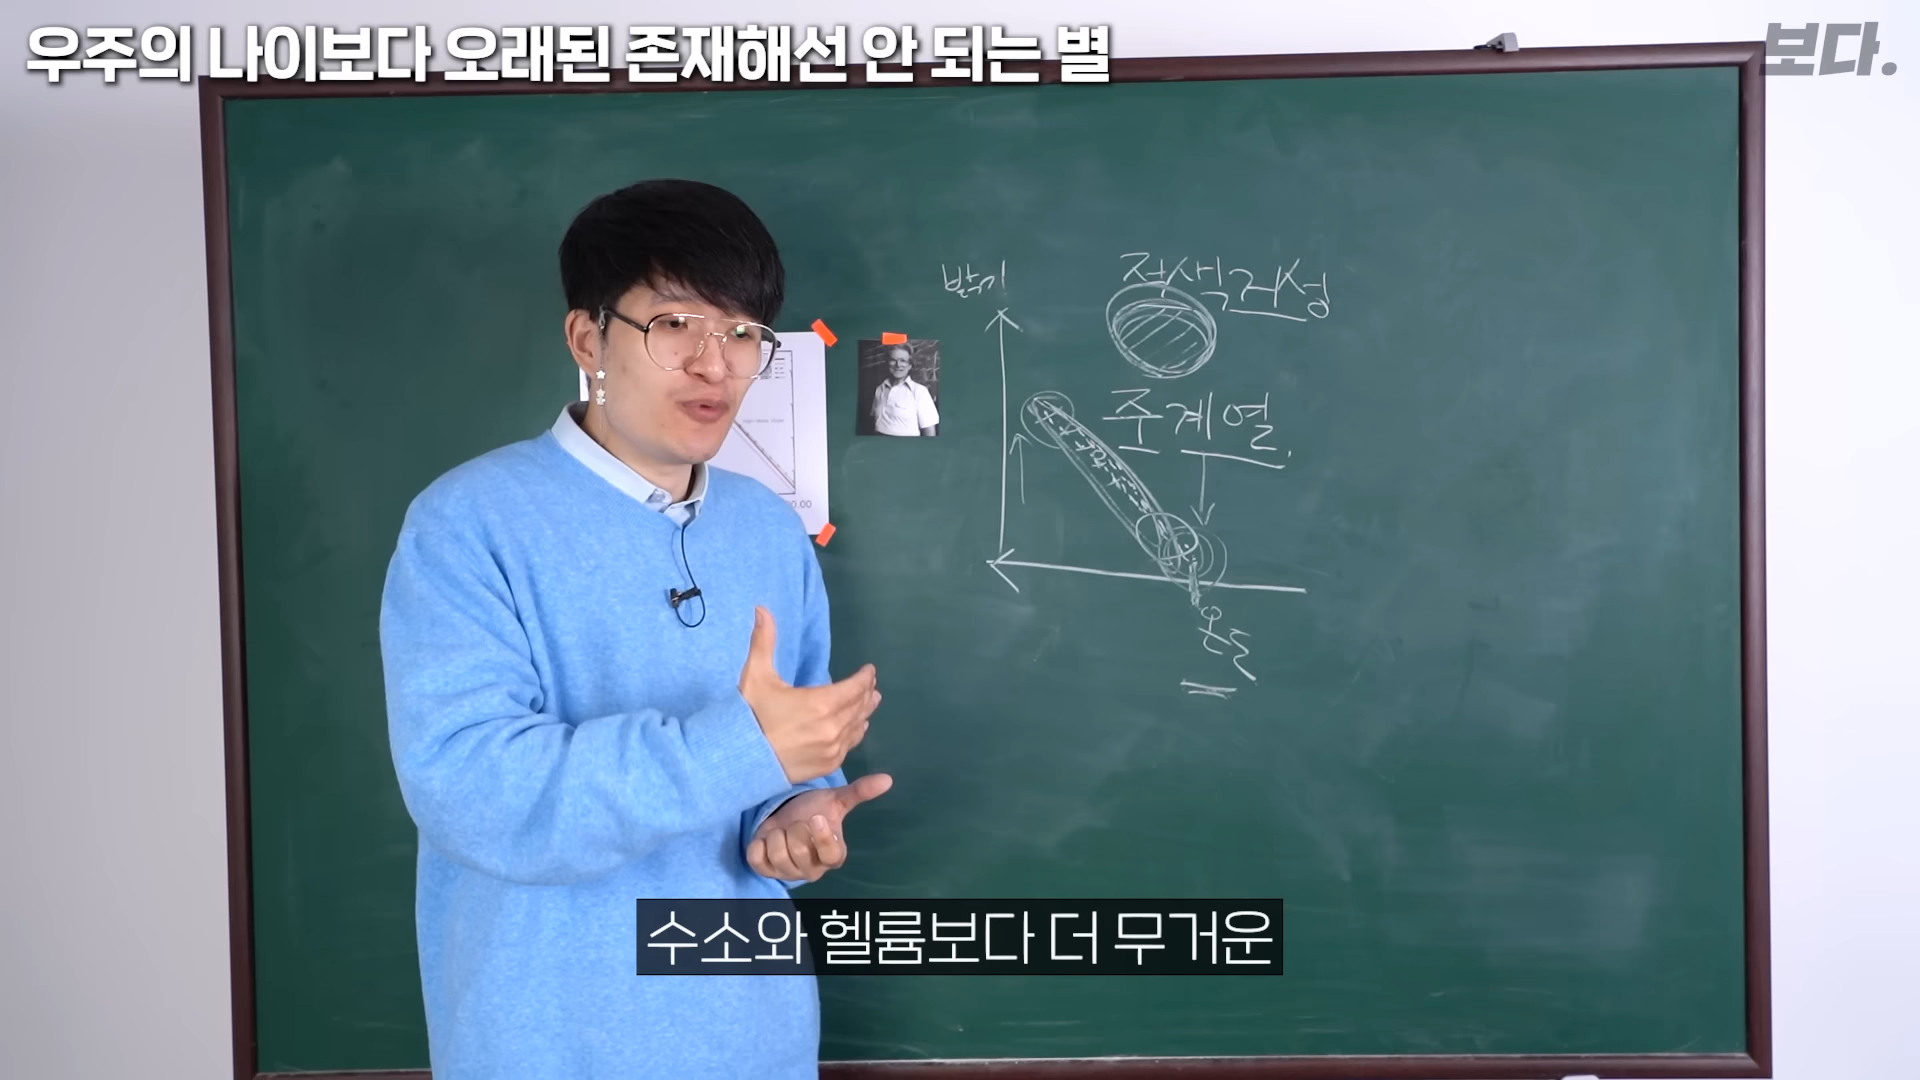 우주의 나이보다 오래된 존재해선 안 되는 별
보다.
밝기
적색거성
주계열.
온도
0.00
수소와 헬륨보다 더 무거운